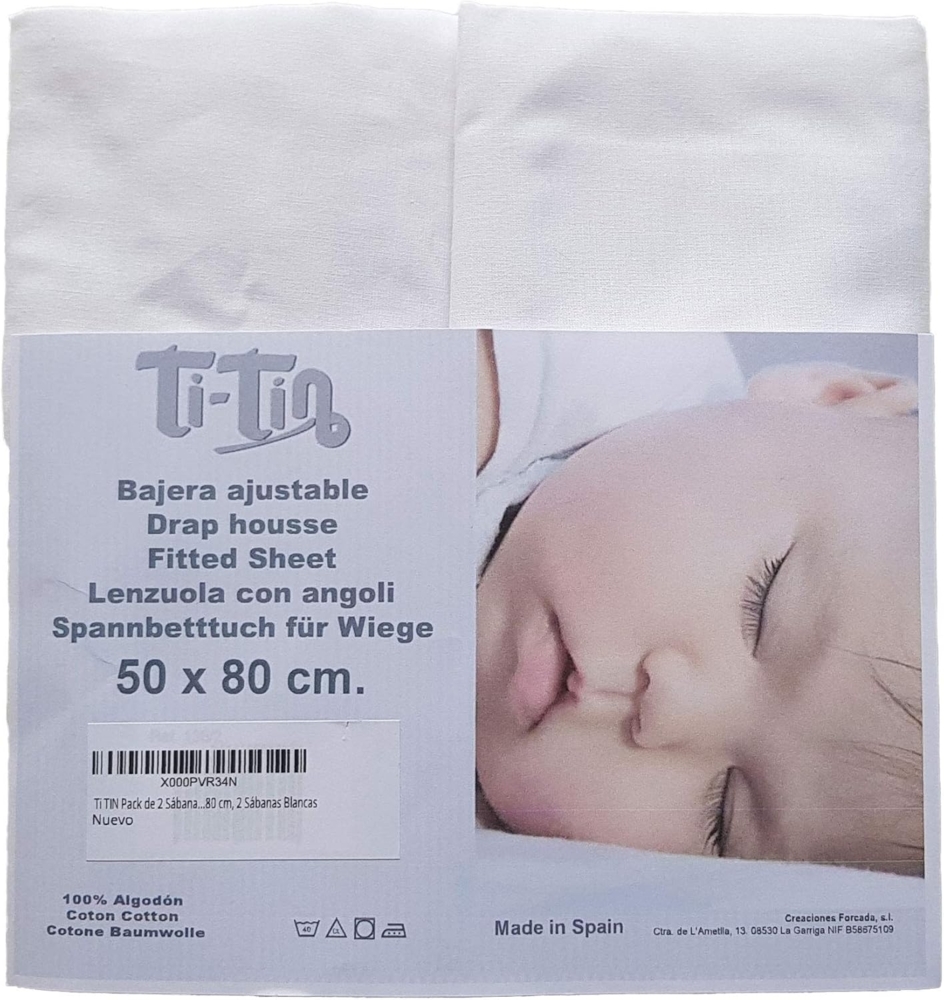 Ti-Tin
Bajera ajustable
Drap housse
Fitted Sheet
Lenzuola con angoli
Spannbetttuch für Wiege
50 x 80 cm.
X000PVR34N
Ti TIN Pack de 2 Sábana...80 cm, 2 Sábanas Blancas
Nuevo
100% Algodón
Coton Cotton
Cotone Baumwolle
40
CL
Made in Spain
Creaciones Forcada, s.l.
Ctra. de L'Ametlla, 13. 08530 La Garriga NIF B58675109